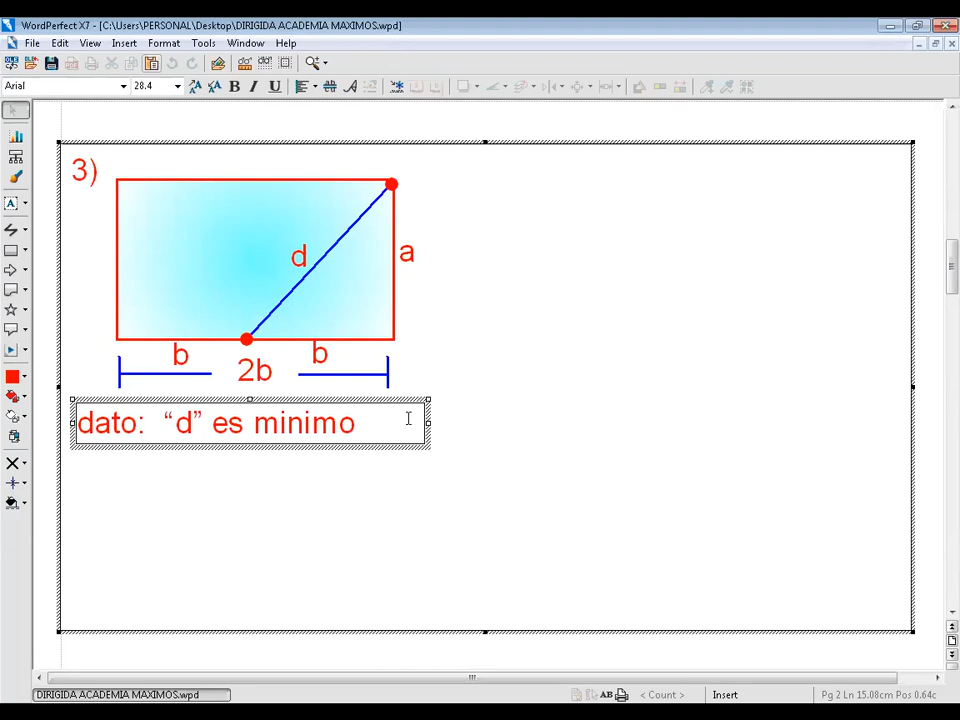 WordPerfect X7 - [C:\Users\PERSONAL\Desktop\DIRIGIDA ACADEMIA MAXIMOS.wpd]
File Edit View Insert Format Tools Window Help
Arial 28.4
3)
d
a
b
b
2b
dato: “d” es minimo
DIRIGIDA ACADEMIA MAXIMOS.wpd
AB
< Count >
Insert
Pg 2 Ln 15.08cm Pos 0.64c